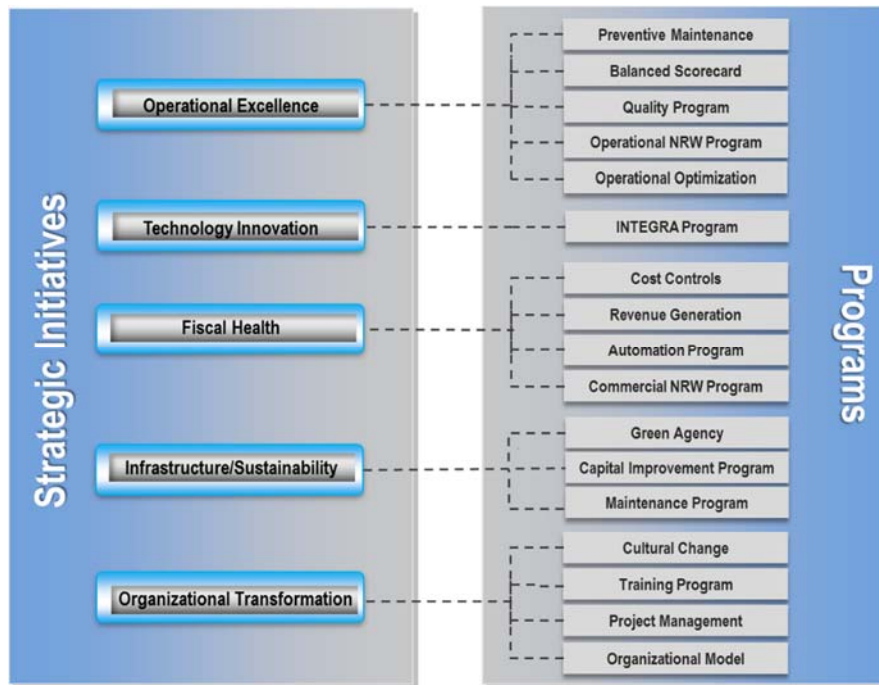 Strategic Initiatives
Operational Excellence
Technology Innovation
Fiscal Health
Infrastructure/Sustainability
Organizational Transformation
Programs
Preventive Maintenance
Balanced Scorecard
Quality Program
Operational NRW Program
Operational Optimization
INTEGRA Program
Cost Controls
Revenue Generation
Automation Program
Commercial NRW Program
Green Agency
Capital Improvement Program
Maintenance Program
Cultural Change
Training Program
Project Management
Organizational Model